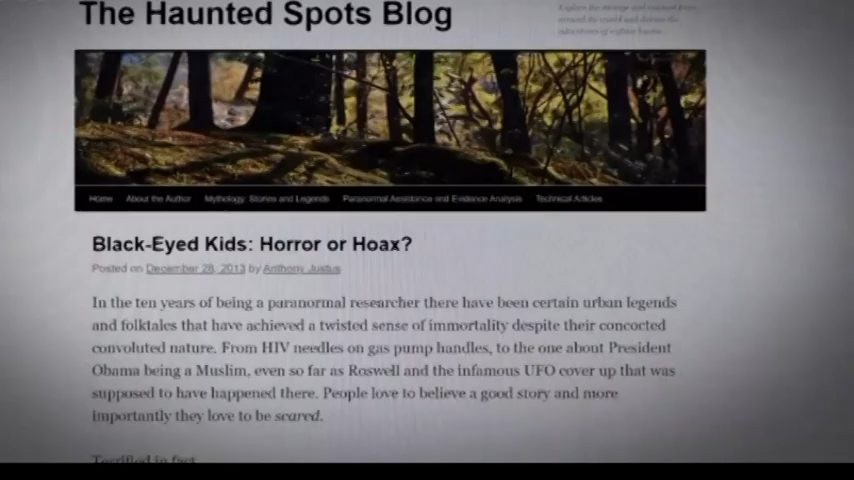 The Haunted Spots Blog
Home About the Author Mythology: Stories and Legends Paranormal Assistance and Evidence Analysis Technical Articles
Black-Eyed Kids: Horror or Hoax?
Posted on December 28, 2013 by Anthony Justus
In the ten years of being a paranormal researcher there have been certain urban legends
and folktales that have achieved a twisted sense of immortality despite their concocted
convoluted nature. From HIV needles on gas pump handles, to the one about President
Obama being a Muslim, even so far as Roswell and the infamous UFO cover up that was
supposed to have happened there. People love to believe a good story and more
importantly they love to be scared.
Terrified in fact